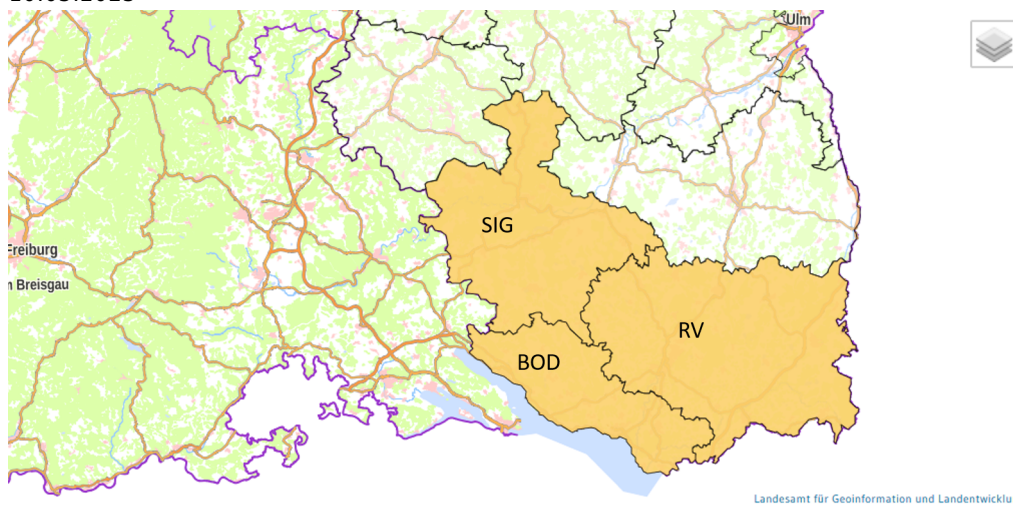 Ulm
SIG
Freiburg
Breisgau
RV
BOD
Landesamt für Geoinformation und Landentwicklu